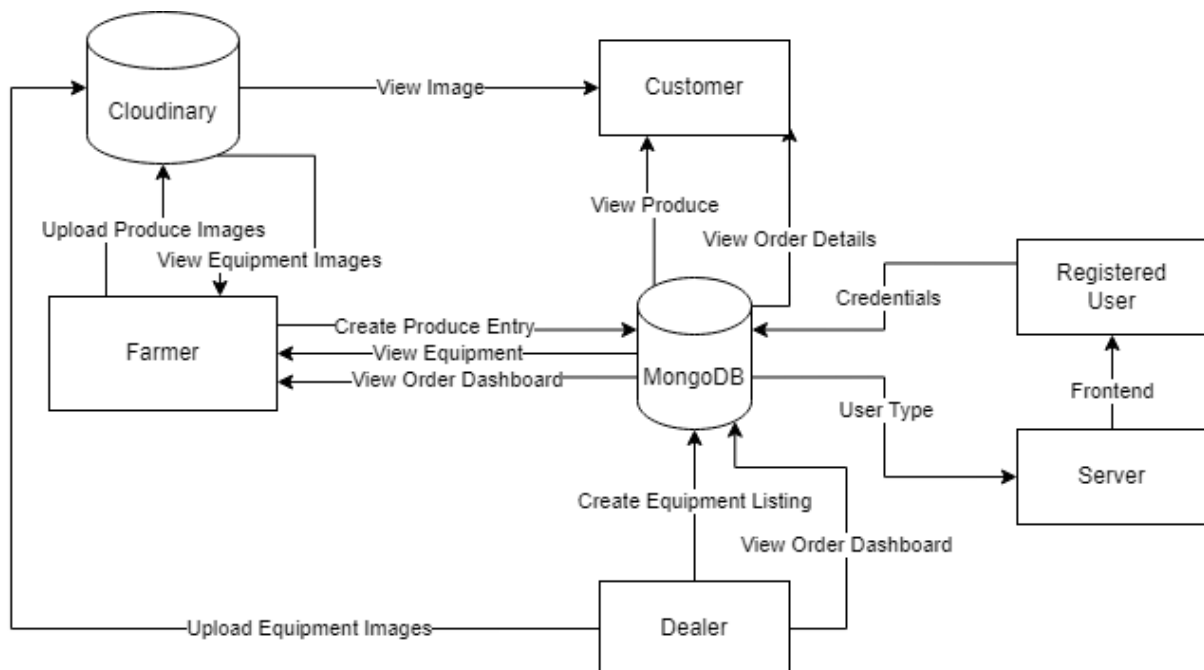 Cloudinary
View Image
Customer
Upload Produce Images
View Produce
View Equipment Images
View Order Details
Registered
User
Credentials
Farmer
Create Produce Entry
View Equipment
View Order Dashboard
MongoDB
User Type
Frontend
Server
Create Equipment Listing
View Order Dashboard
Upload Equipment Images
Dealer